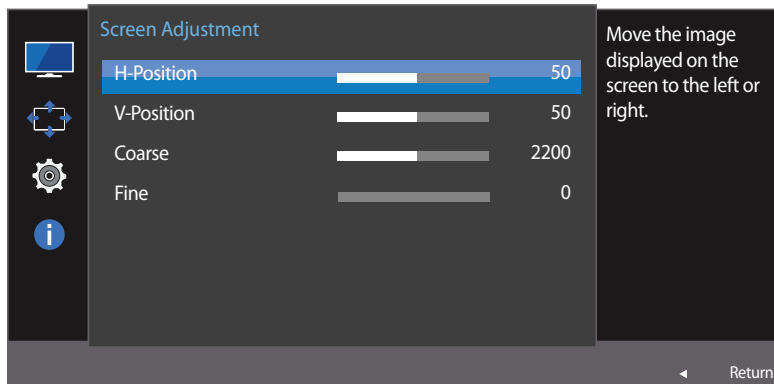 Screen Adjustment
H-Position 50
V-Position 50
Coarse 2200
Fine 0
Move the image
displayed on the
screen to the left or
right.
i
Return